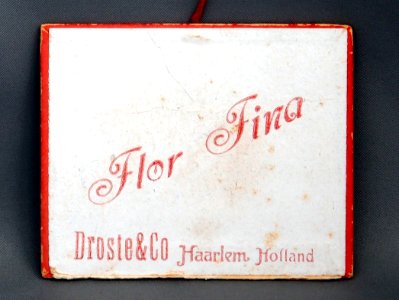 Flor Fina
Droste&Co Haarlem. Holland